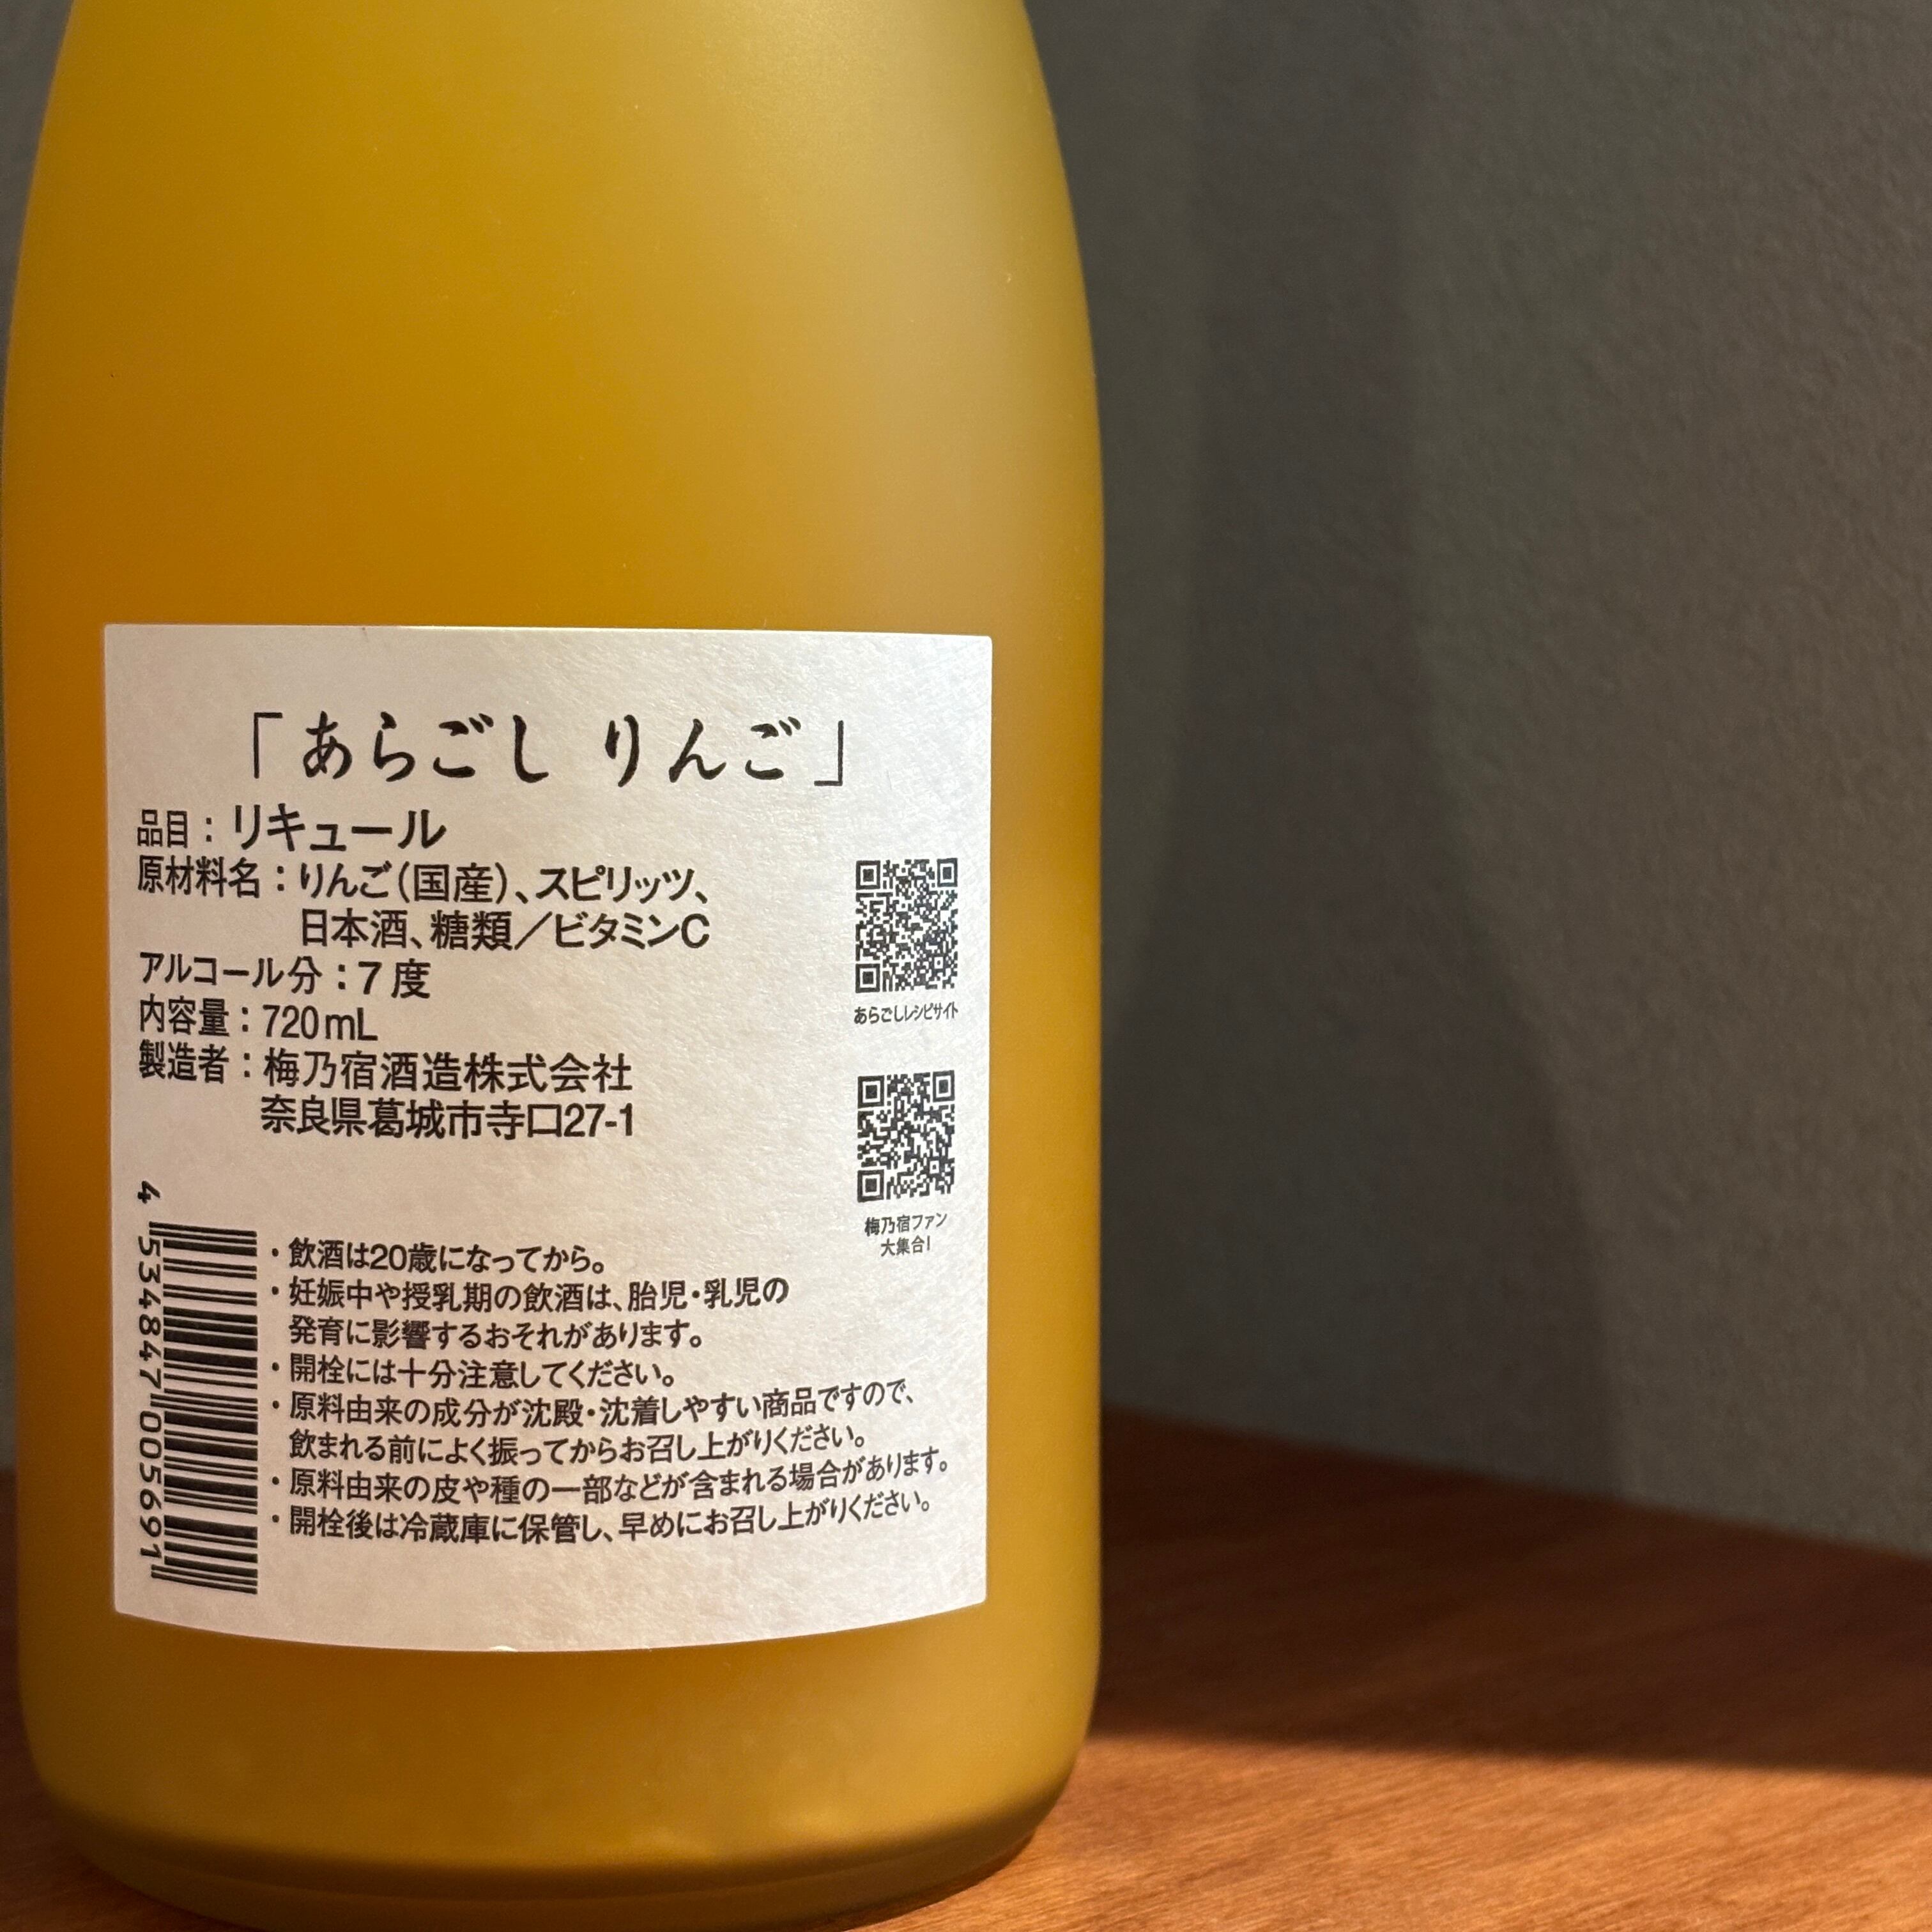 「あらごし りんご」
品目：リキュール
原材料名：りんご（国産）、スピリッツ、
日本酒、糖類／ビタミンC
アルコール分：7度
内容量：720mL
製造者：梅乃宿酒造株式会社
奈良県葛城市寺口27-1
あらごしレシピサイト
梅乃宿ファン
大集合！
4 534847 005691
・飲酒は20歳になってから。
・妊娠中や授乳期の飲酒は、胎児・乳児の
発育に影響するおそれがあります。
・開栓には十分注意してください。
・原料由来の成分が沈殿・沈着しやすい商品ですので、
飲まれる前によく振ってからお召し上がりください。
・原料由来の皮や種の一部などが含まれる場合があります。
・開栓後は冷蔵庫に保管し、早めにお召し上がりください。